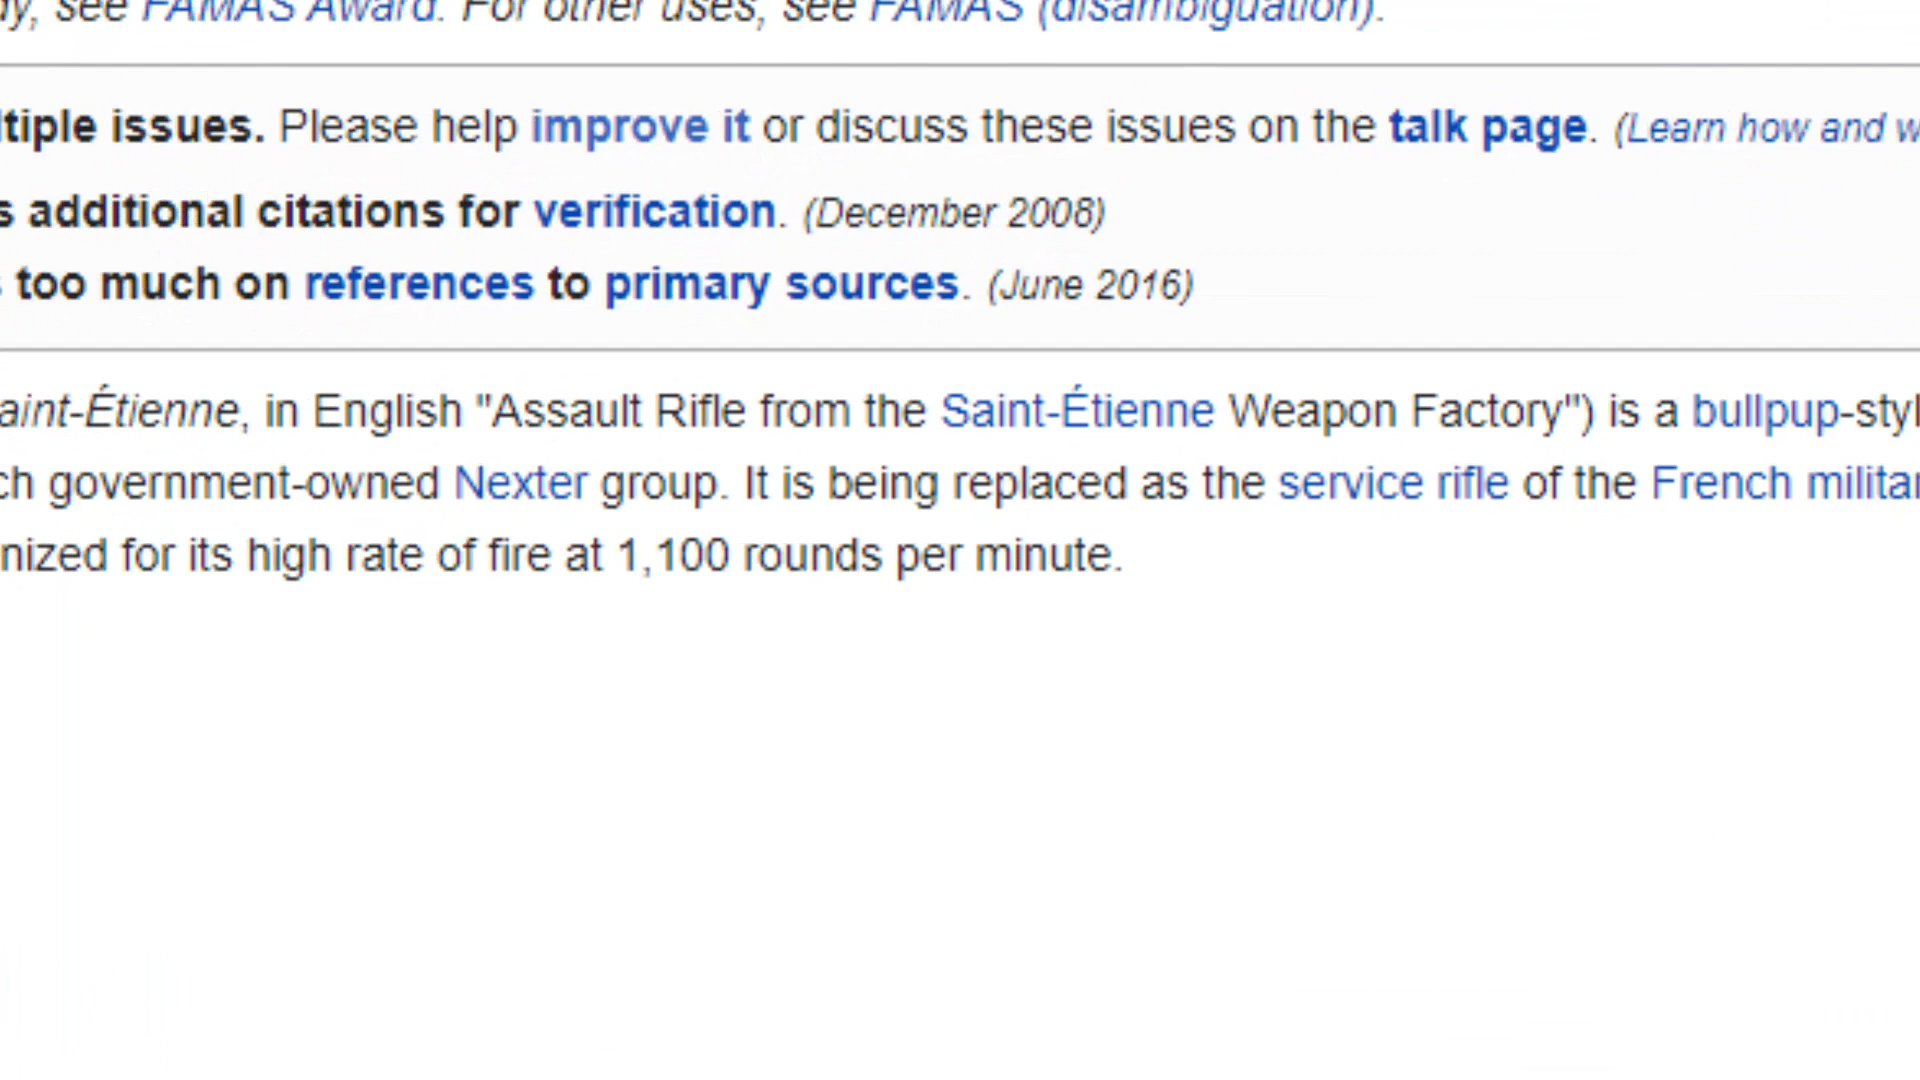 see FAMAS Award. For other uses, see FAMAS (disambiguation).
tiple issues. Please help improve it or discuss these issues on the talk page. (Learn how and w
s additional citations for verification. (December 2008)
too much on references to primary sources. (June 2016)
aint-Étienne, in English "Assault Rifle from the Saint-Étienne Weapon Factory") is a bullpup-styl
ch government-owned Nexter group. It is being replaced as the service rifle of the French militar
nized for its high rate of fire at 1,100 rounds per minute.